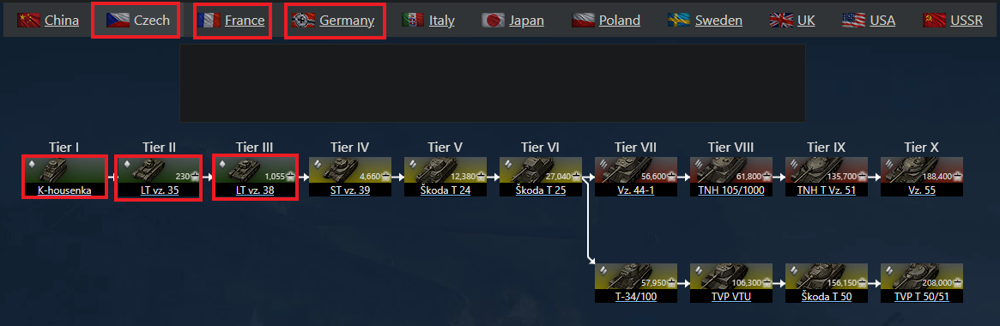 China Czech France Germany Italy Japan Poland Sweden UK USA USSR
Tier I Tier II Tier III Tier IV Tier V Tier VI Tier VII Tier VIII Tier IX Tier X
230 1,055 4,660 12,380 27,040 56,600 61,800 135,700 188,400
K-housenka LT vz. 35 LT vz. 38 ST vz. 39 Škoda T 24 Škoda T 25 Vz. 44-1 TNH 105/1000 TNH T Vz. 51 Vz. 55
57,950 106,300 156,150 208,000
T-34/100 TVP VTU Škoda T 50 TVP T 50/51